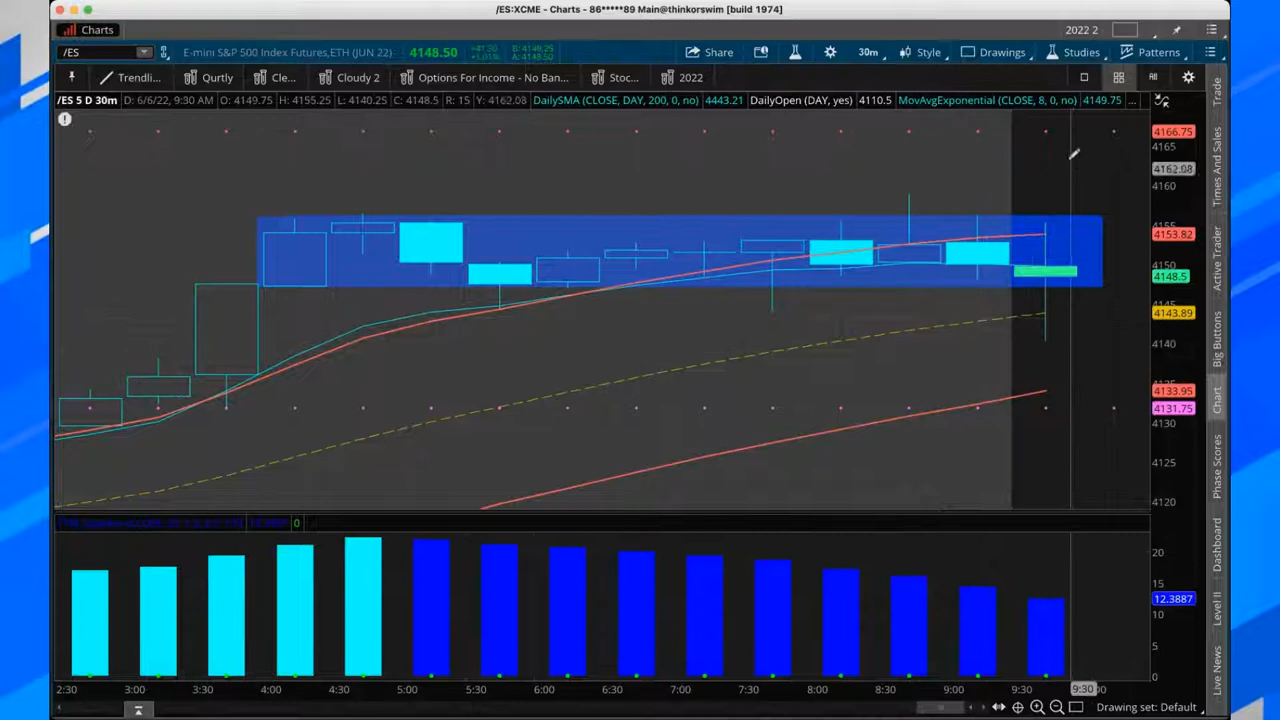 /ES:XCME - Charts - 86*****89 Main@thinkorswim [build 1974]
Charts
2022 2
/ES
E-mini S&P 500 Index Futures,ETH (JUN 22)
4148.50
B: 4148.25
A: 4148.50
Share
30m
Style
Drawings
Studies
Patterns
Trendli...
Qurtly
Cle...
Cloudy 2
Options For Income - No Ban...
Stoc...
2022
All
/ES 5 D 30m
D: 6/6/22, 9:30 AM
O: 4149.75
H: 4155.25
L: 4140.25
C: 4148.5
R: 15
Y: 4162.08
DailySMA (CLOSE, DAY, 200, 0, no)
4443.21
DailyOpen (DAY, yes)
4110.5
MovAvgExponential (CLOSE, 8, 0, no)
4149.75
...
4166.75
4165
4162.08
4160
4155
4153.82
4150
4148.5
4145
4143.89
4140
4135
4133.95
4131.75
4130
4125
4120
0
20
15
12.3887
10
5
0
2:30
3:00
3:30
4:00
4:30
5:00
5:30
6:00
6:30
7:00
7:30
8:00
8:30
9:00
9:30
9:30
Drawing set: Default
Times And Sales
Active Trader
Big Buttons
Chart
Phase Scores
Dashboard
Level II
Live News